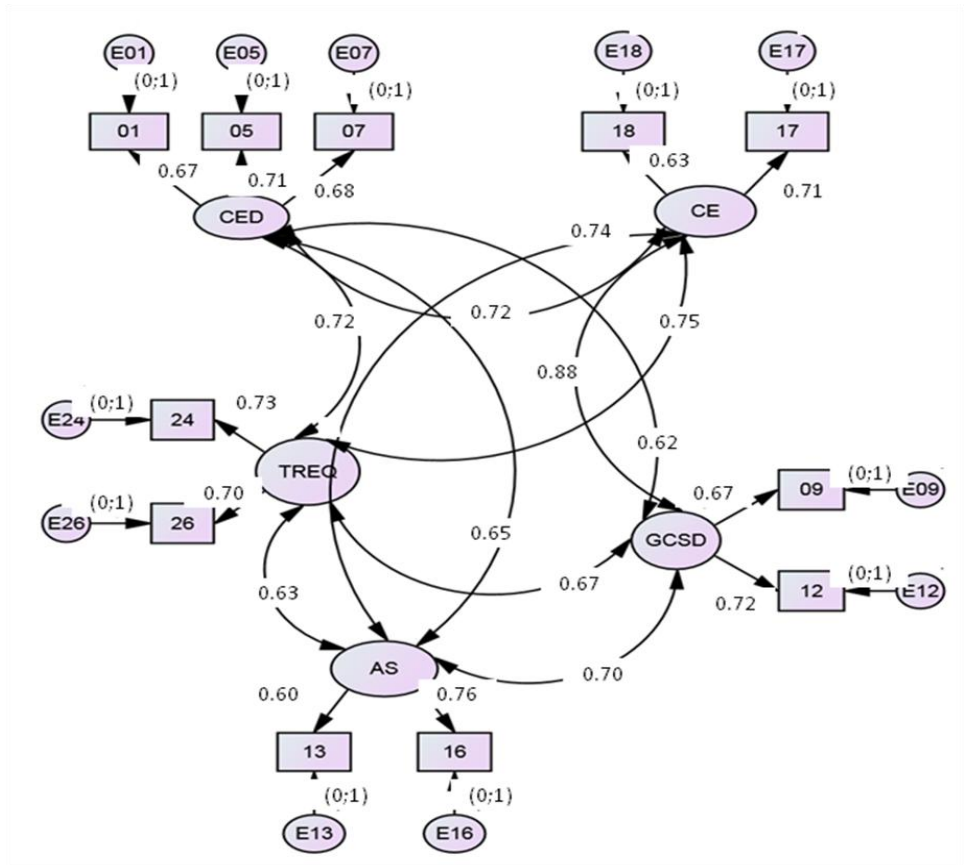 E01 E05 E07 E18 E17
(0;1) (0;1) (0;1) (0;1) (0;1)
01 05 07 18 17
0.67 0.71 0.68 0.63 0.71
CED CE
0.74
0.72 0.72 0.75
0.88
E24 (0;1) 24 0.73
0.62
TREQ
E26 (0;1) 26 0.70
0.67 09 (0;1) E09
0.65 GCSD
0.63 0.67
0.72 12 (0;1) E12
AS 0.70
0.60 0.76
13 16
(0;1) (0;1)
E13 E16